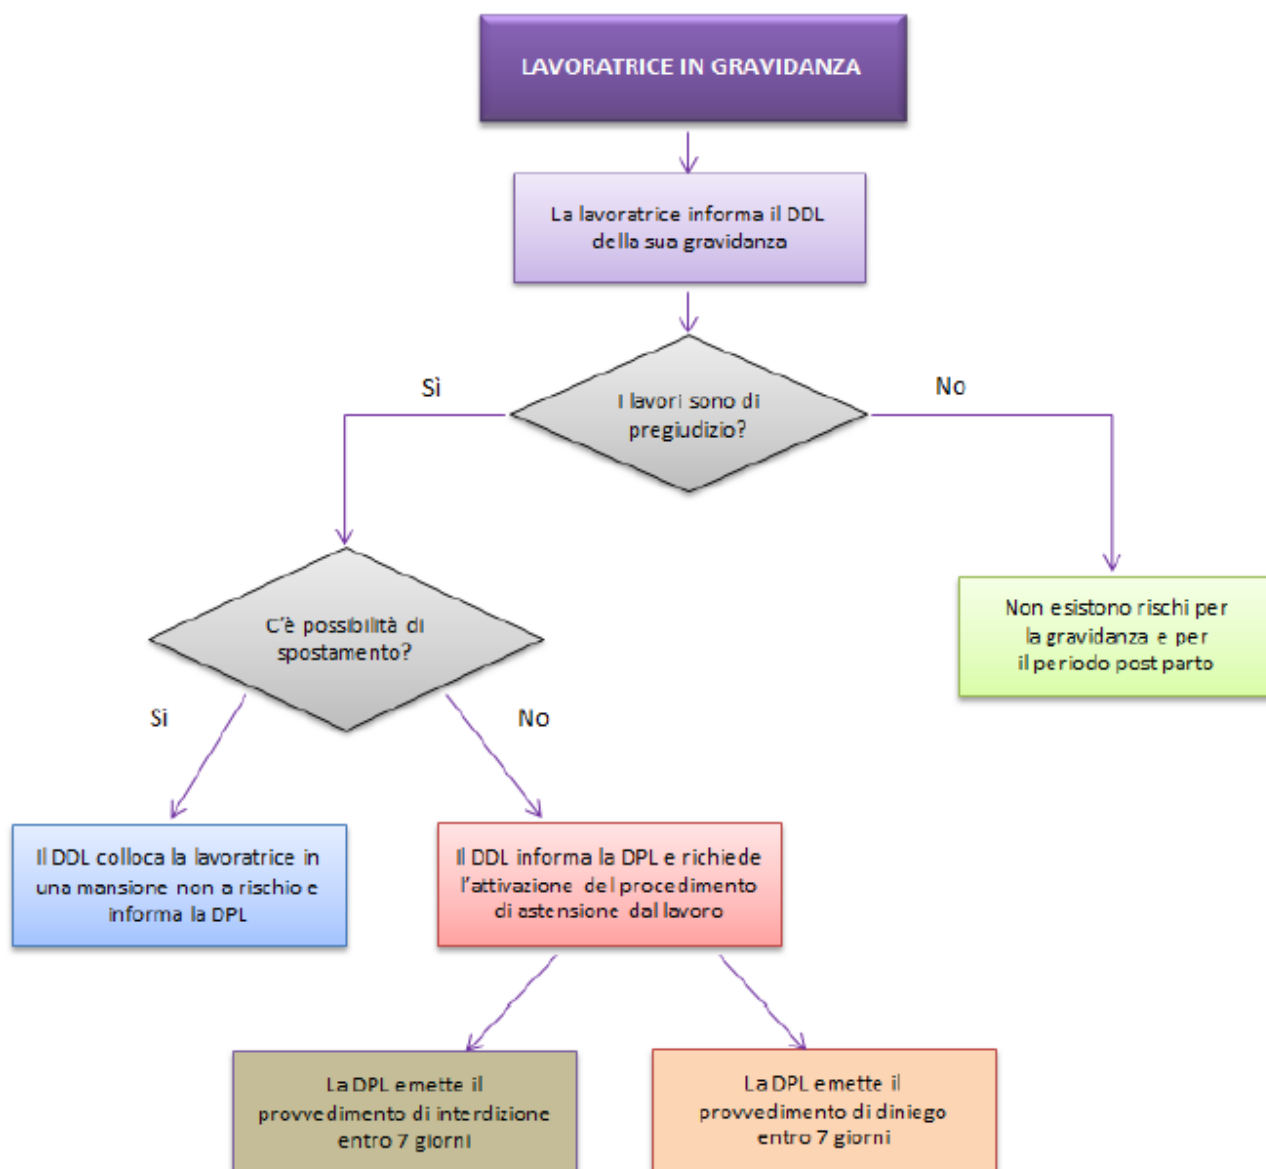 LAVORATRICE IN GRAVIDANZA
La lavoratrice informa il DDL
della sua gravidanza
Sì
No
I lavori sono di
pregiudizio?
C'è possibilità di
spostamento?
Non esistono rischi per
la gravidanza e per
il periodo post parto
Si
No
Il DDL colloca la lavoratrice in
una mansione non a rischio e
informa la DPL
Il DDL informa la DPL e richiede
l'attivazione del procedimento
di astensione dal lavoro
La DPL emette il
provvedimento di interdizione
entro 7 giorni
La DPL emette il
provvedimento di diniego
entro 7 giorni